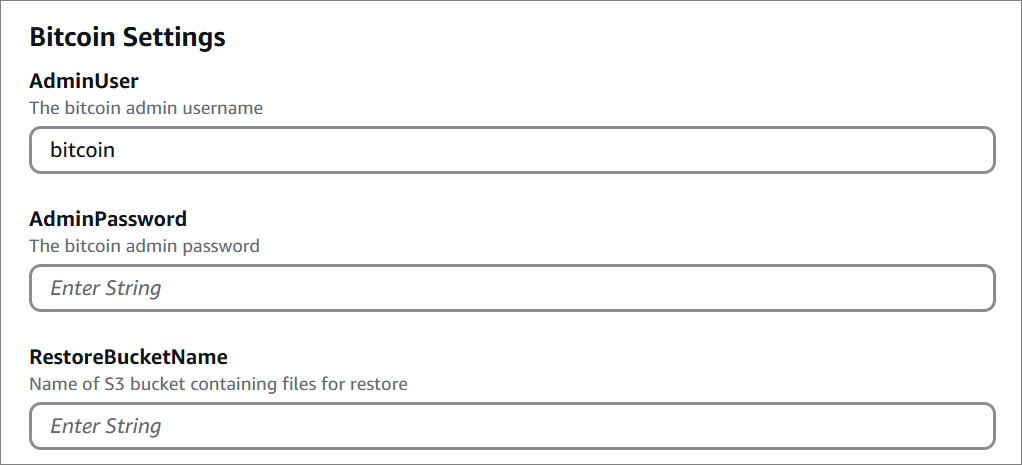 Bitcoin Settings
AdminUser
The bitcoin admin username
bitcoin
AdminPassword
The bitcoin admin password
Enter String
RestoreBucketName
Name of S3 bucket containing files for restore
Enter String